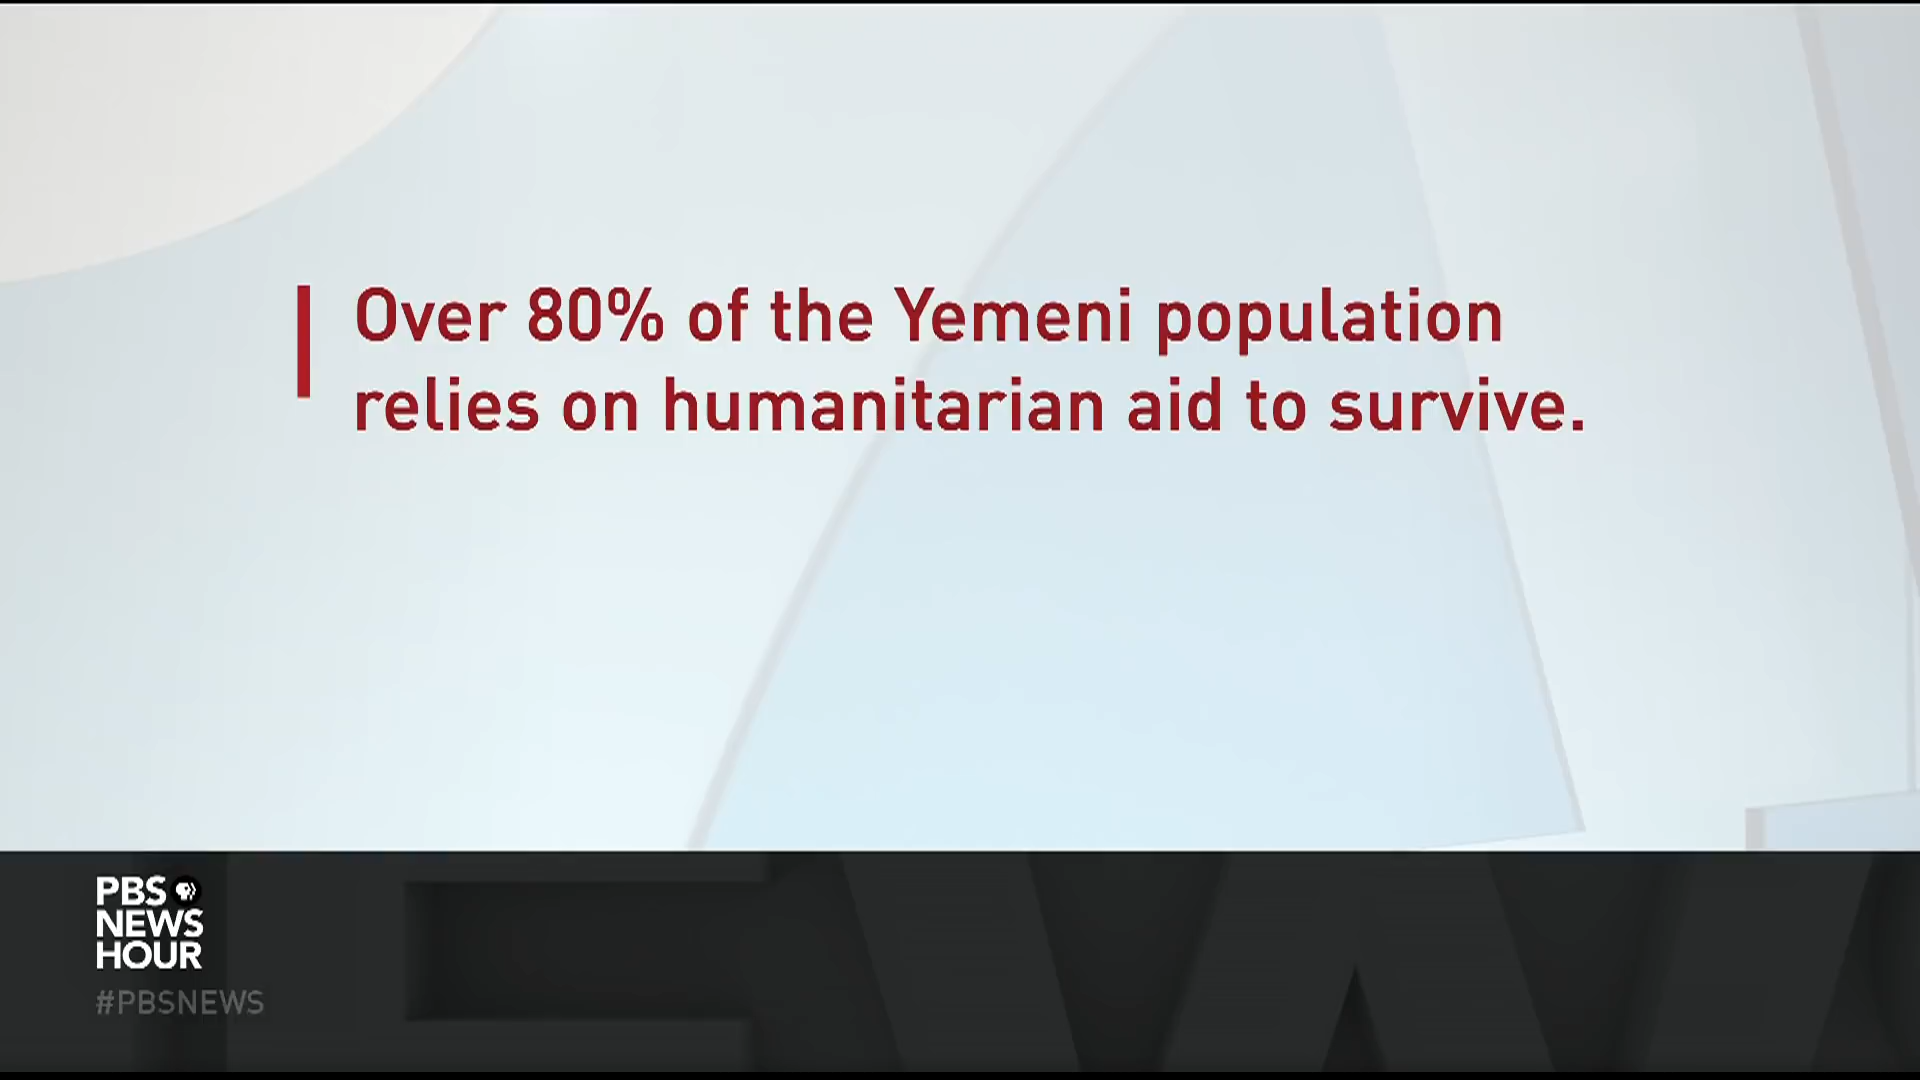 Over 80% of the Yemeni population
relies on humanitarian aid to survive.
PBS
NEWS
HOUR
#PBSNEWS